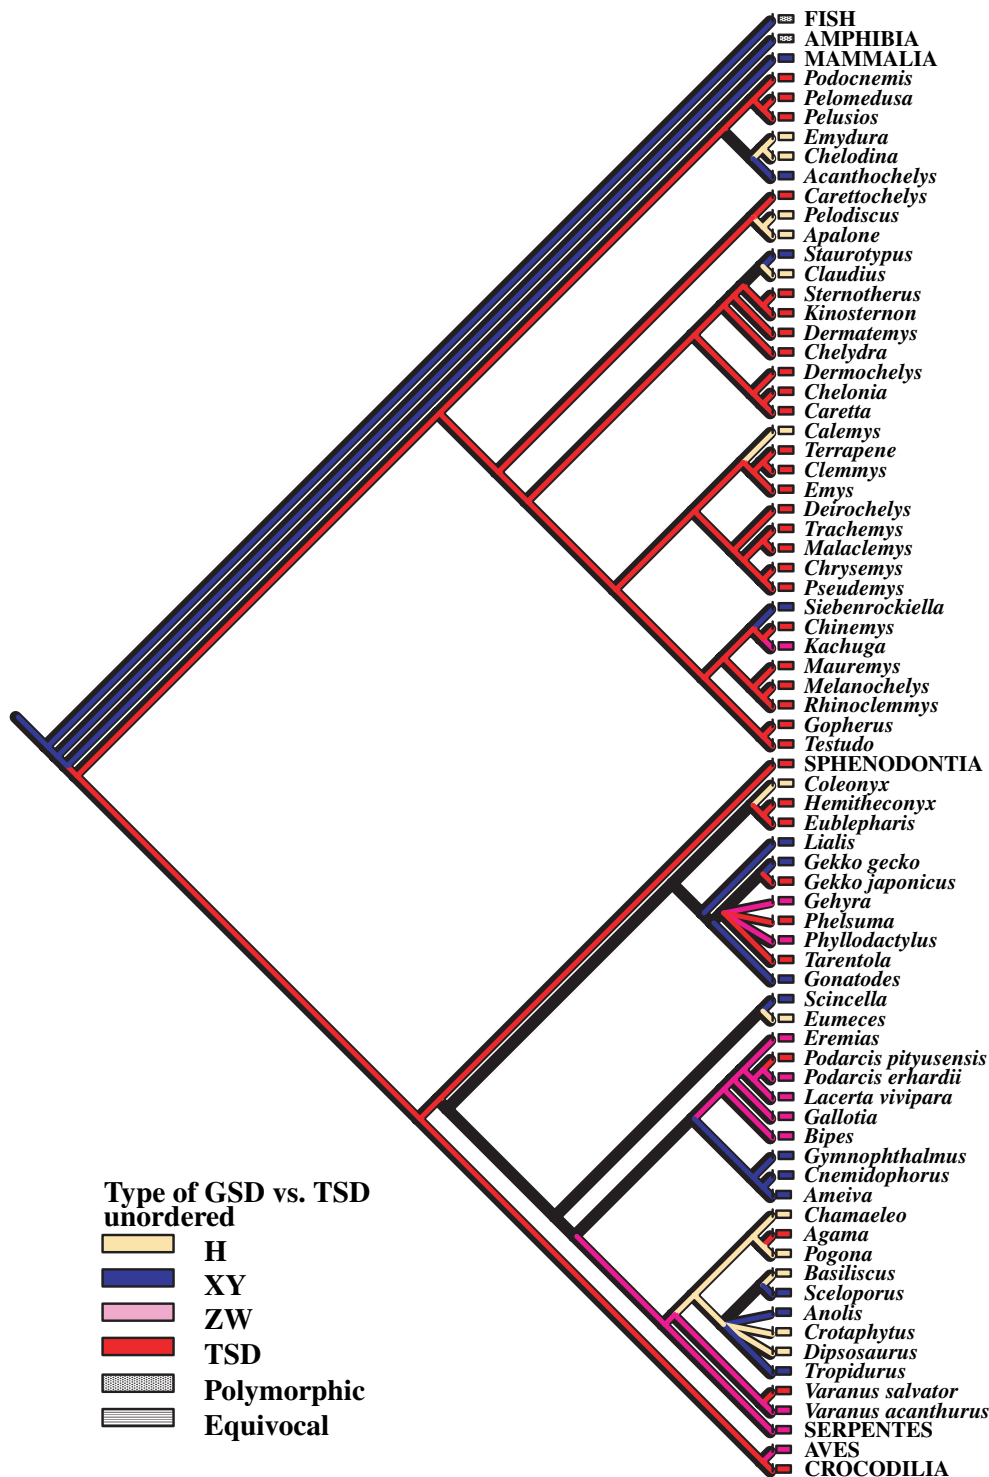 FISH
AMPHIBIA
MAMMALIA
Podocnemis
Pelomedusa
Pelusios
Emydura
Chelodina
Acanthochelys
Carettochelys
Pelodiscus
Apalone
Staurotypus
Claudius
Sternotherus
Kinosternon
Dermatemys
Chelydra
Dermochelys
Chelonia
Caretta
Calemys
Terrapene
Clemmys
Emys
Deirochelys
Trachemys
Malaclemys
Chrysemys
Pseudemys
Siebenrockiella
Chinemys
Kachuga
Mauremys
Melanochelys
Rhinoclemmys
Gopherus
Testudo
SPHENODONTIA
Coleonyx
Hemitheconyx
Eublepharis
Lialis
Gekko gecko
Gekko japonicus
Gehyra
Phelsuma
Phyllodactylus
Tarentola
Gonatodes
Scincella
Eumeces
Eremias
Podarcis pityusensis
Podarcis erhardii
Lacerta vivipara
Gallotia
Bipes
Gymnophthalmus
Cnemidophorus
Ameiva
Chamaeleo
Agama
Pogona
Basiliscus
Sceloporus
Anolis
Crotaphytus
Dipsosaurus
Tropidurus
Varanus salvator
Varanus acanthurus
SERPENTES
AVES
CROCODILIA
Type of GSD vs. TSD
unordered
H
XY
ZW
TSD
Polymorphic
Equivocal